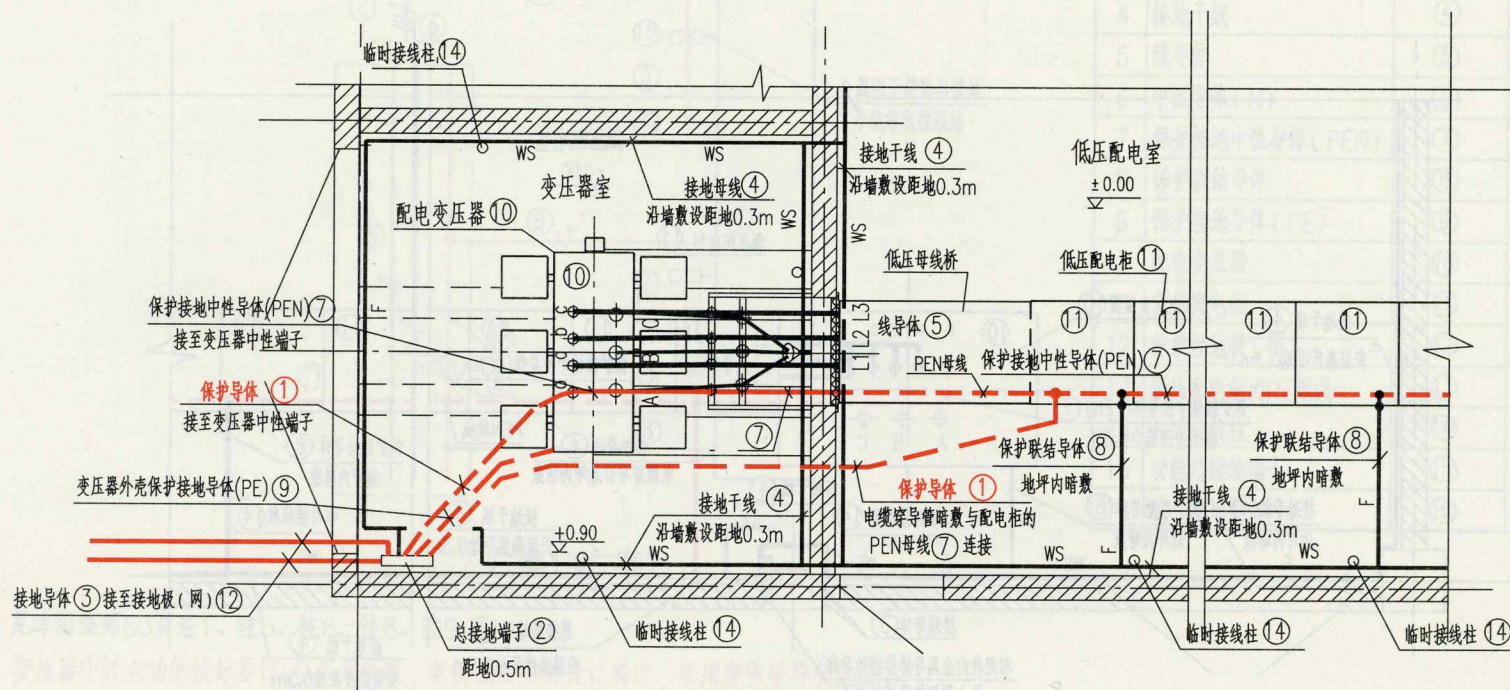 临时接线柱⑭
WS
WS
变压器室
接地母线④
沿墙敷设距地0.3m
配电变压器⑩
WS
接地干线④
沿墙敷设距地0.3m
WS
低压配电室
±0.00
低压母线桥
低压配电柜⑪
⑩
F
保护接地中性导体(PEN)⑦
接至变压器中性端子
c
b
a
o
C
B
A
L1 L2 L3
线导体⑤
⑪
⑪
⑪
⑪
PEN母线
保护接地中性导体(PEN)⑦
保护导体①
接至变压器中性端子
⑦
保护联结导体⑧
地坪内暗敷
保护联结导体⑧
地坪内暗敷
变压器外壳保护接地导体(PE)⑨
接地干线④
沿墙敷设距地0.3m
保护导体①
电缆穿导管暗敷与配电柜的
PEN母线⑦连接
接地干线④
沿墙敷设距地0.3m
+0.90
WS
WS
F
WS
F
接地导体③接至接地板(网)⑫
总接地端子②
距地0.5m
临时接线柱⑭
临时接线柱⑭
临时接线柱⑭